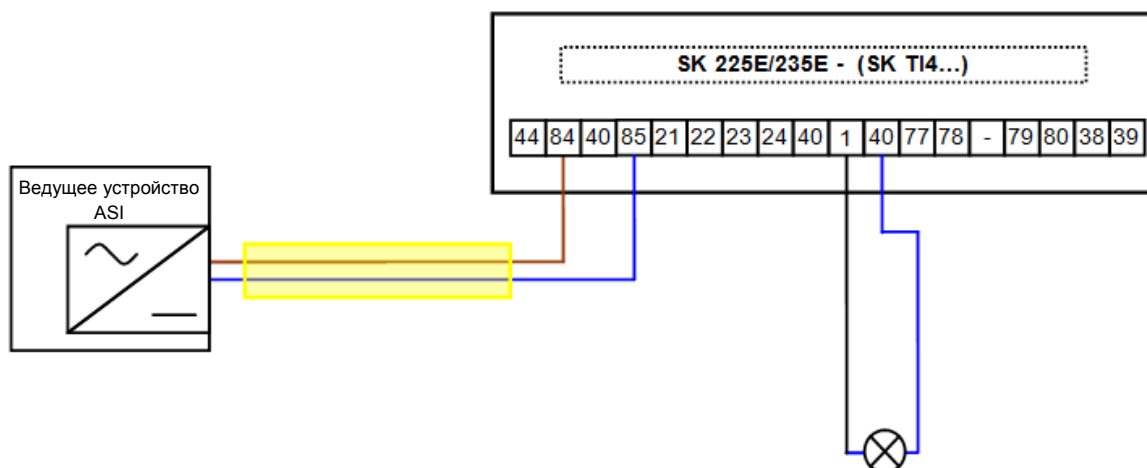 SK 225E/235E - (SK TI4...)
44 84 40 85 21 22 23 24 40 1 40 77 78 - 79 80 38 39
Ведущее устройство
ASI